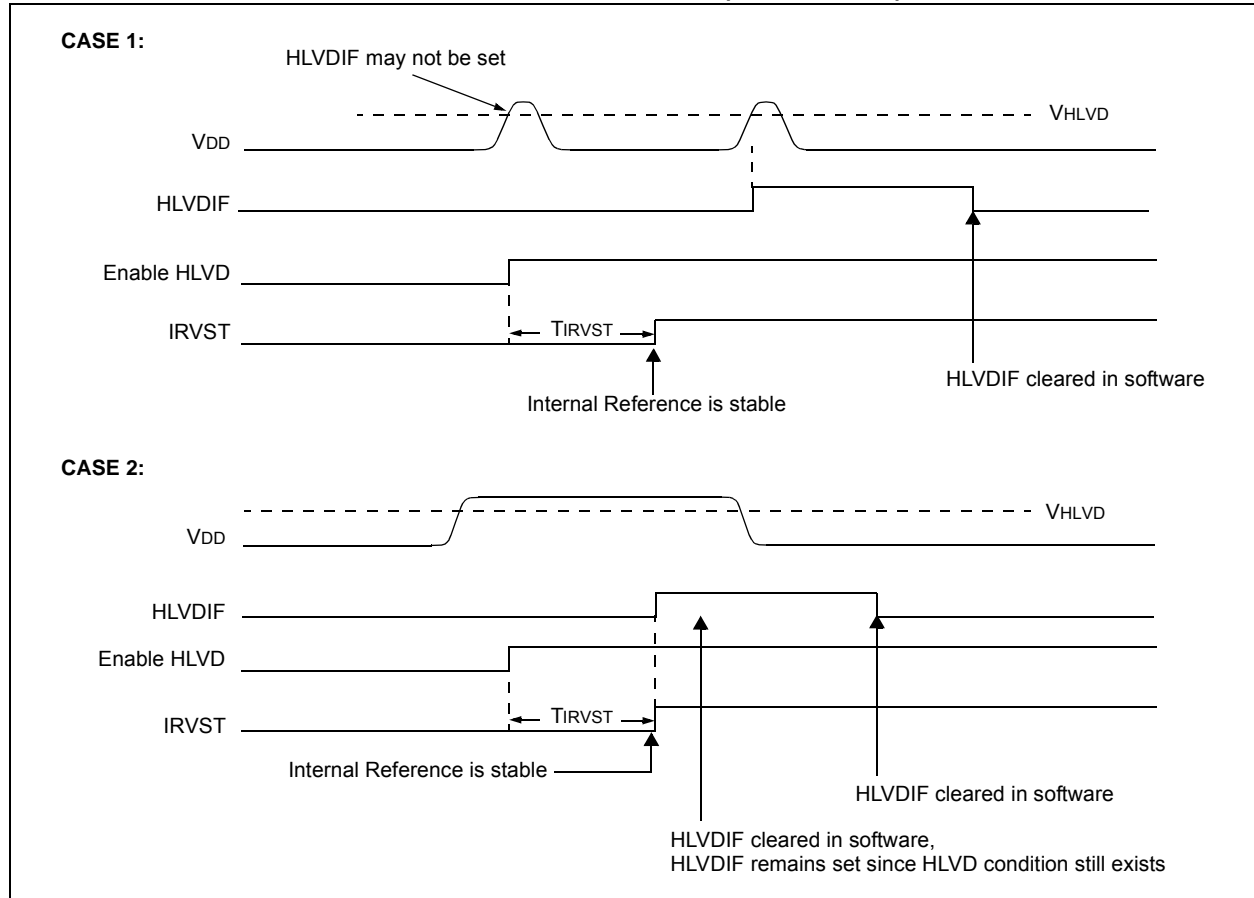 CASE 1:
HLVDIF may not be set
VHLVD
VDD
HLVDIF
Enable HLVD
TIRVST
IRVST
HLVDIF cleared in software
Internal Reference is stable
CASE 2:
VHLVD
VDD
HLVDIF
Enable HLVD
TIRVST
IRVST
Internal Reference is stable
HLVDIF cleared in software
HLVDIF cleared in software,
HLVDIF remains set since HLVD condition still exists